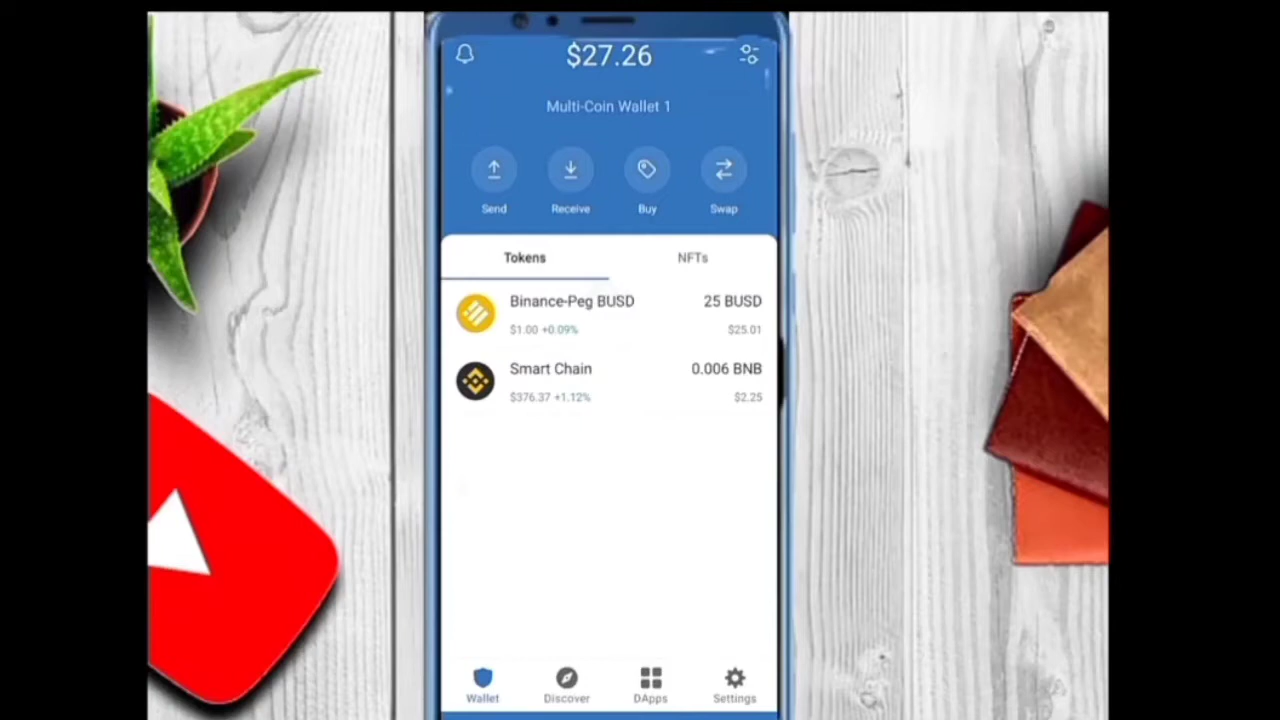 $27.26
Multi-Coin Wallet 1
Send Receive Buy Swap
Tokens NFTs
Binance-Peg BUSD 25 BUSD
$1.00 +0.09% $25.01
Smart Chain 0.006 BNB
$376.37 +1.12% $2.25
Wallet Discover DApps Settings